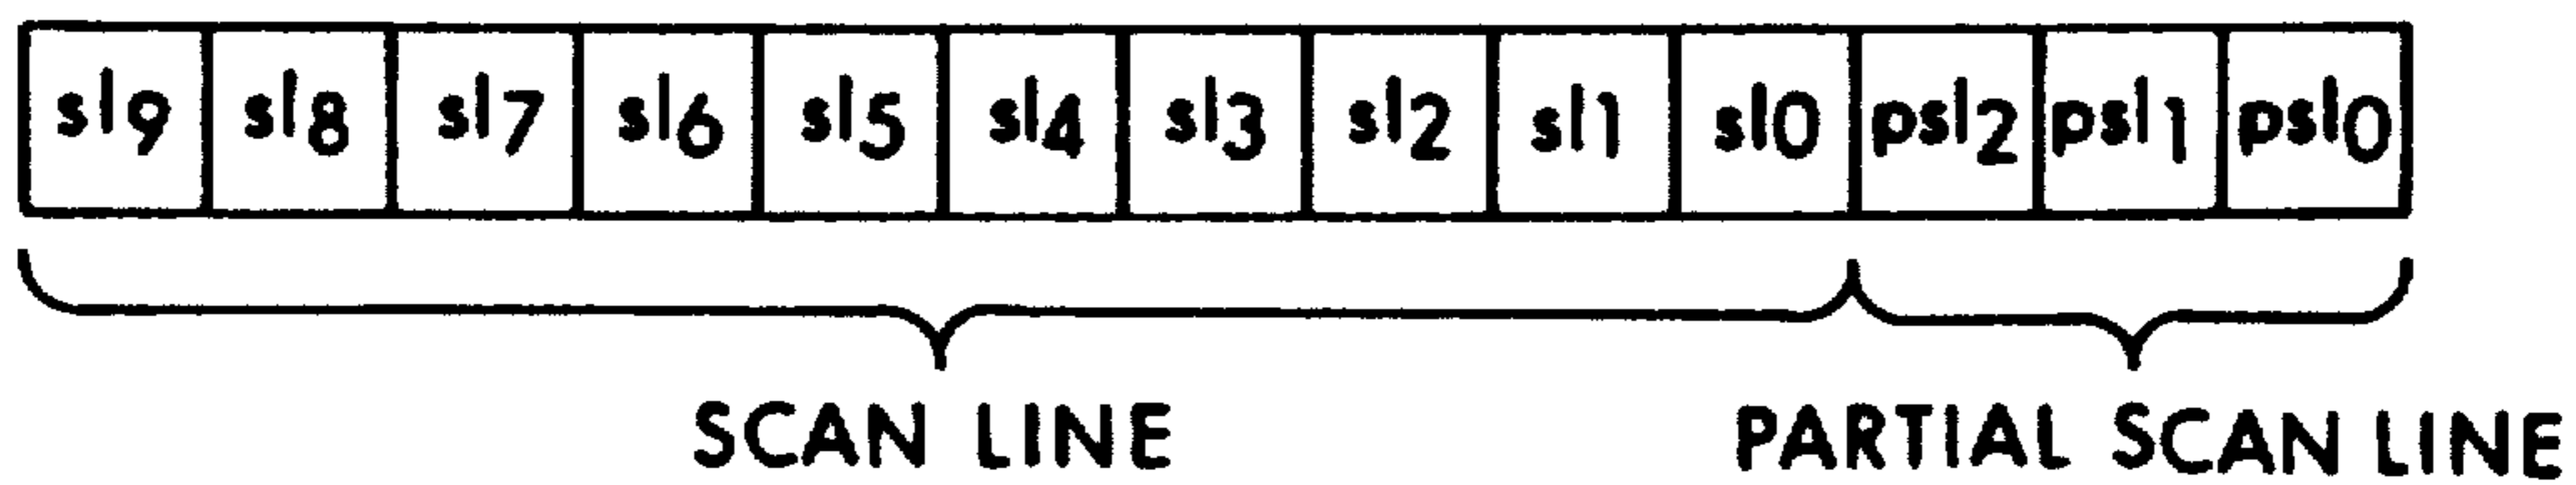 sl9 sl8 sl7 sl6 sl5 sl4 sl3 sl2 sl1 sl0 psl2 psl1 psl0
SCAN LINE PARTIAL SCAN LINE